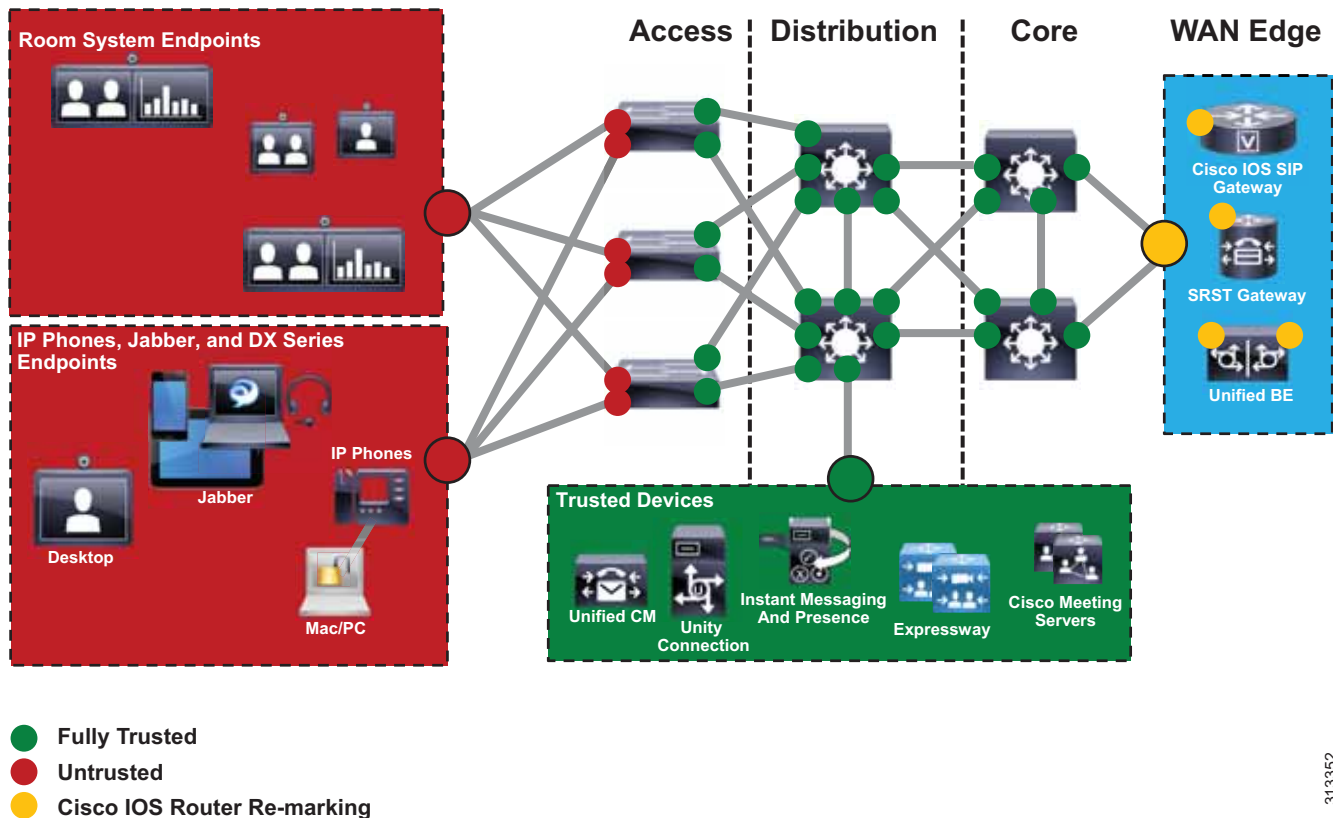 Room System Endpoints
Access
Distribution
Core
WAN Edge
Cisco IOS SIP
Gateway
V
SRST Gateway
Unified BE
IP Phones, Jabber, and DX Series
Endpoints
IP Phones
Jabber
Desktop
Mac/PC
Trusted Devices
Unified CM
Unity
Connection
U
Instant Messaging
And Presence
Expressway
Cisco Meeting
Servers
Fully Trusted
Untrusted
Cisco IOS Router Re-marking
313352